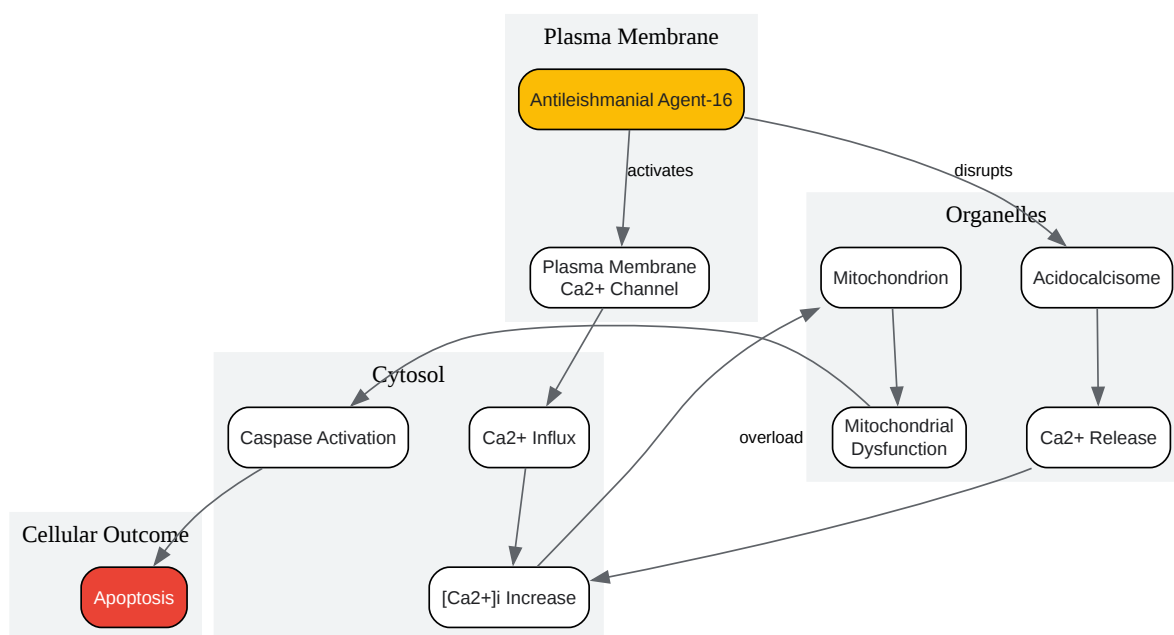 Plasma Membrane
Antileishmanial Agent-16
activates
disrupts
Organelles
Plasma Membrane
Ca2+ Channel
Mitochondrion
Acidocalcisome
Cytosol
Caspase Activation
Ca2+ Influx
overload
Mitochondrial
Dysfunction
Ca2+ Release
Cellular Outcome
Apoptosis
[Ca2+]i Increase